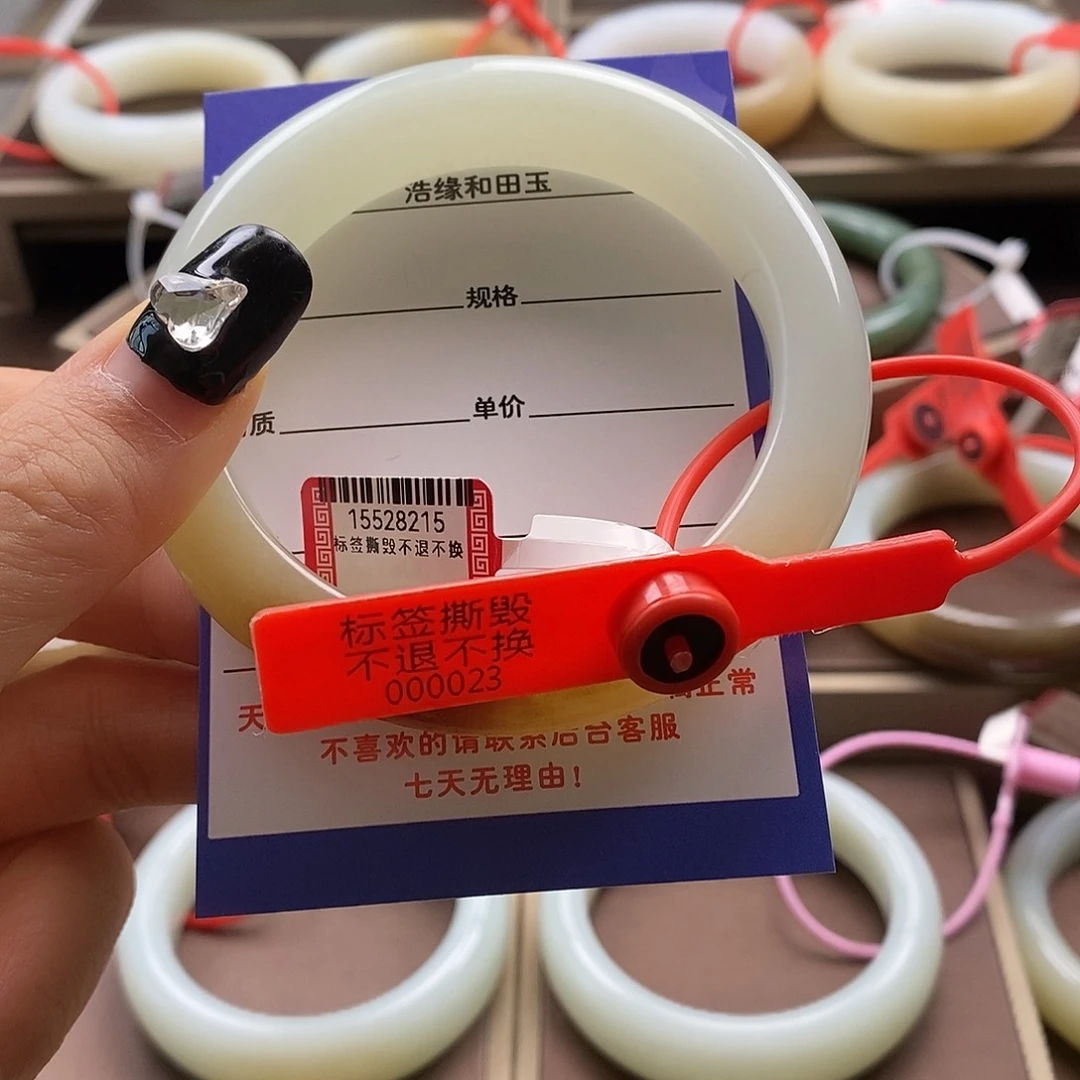 浩缘和田玉
规格
质
单价
15528215
标签撕毁不退不换
标签撕毁
不退不换
000023
天
正常
不喜欢的请联系后台客服
七天无理由!